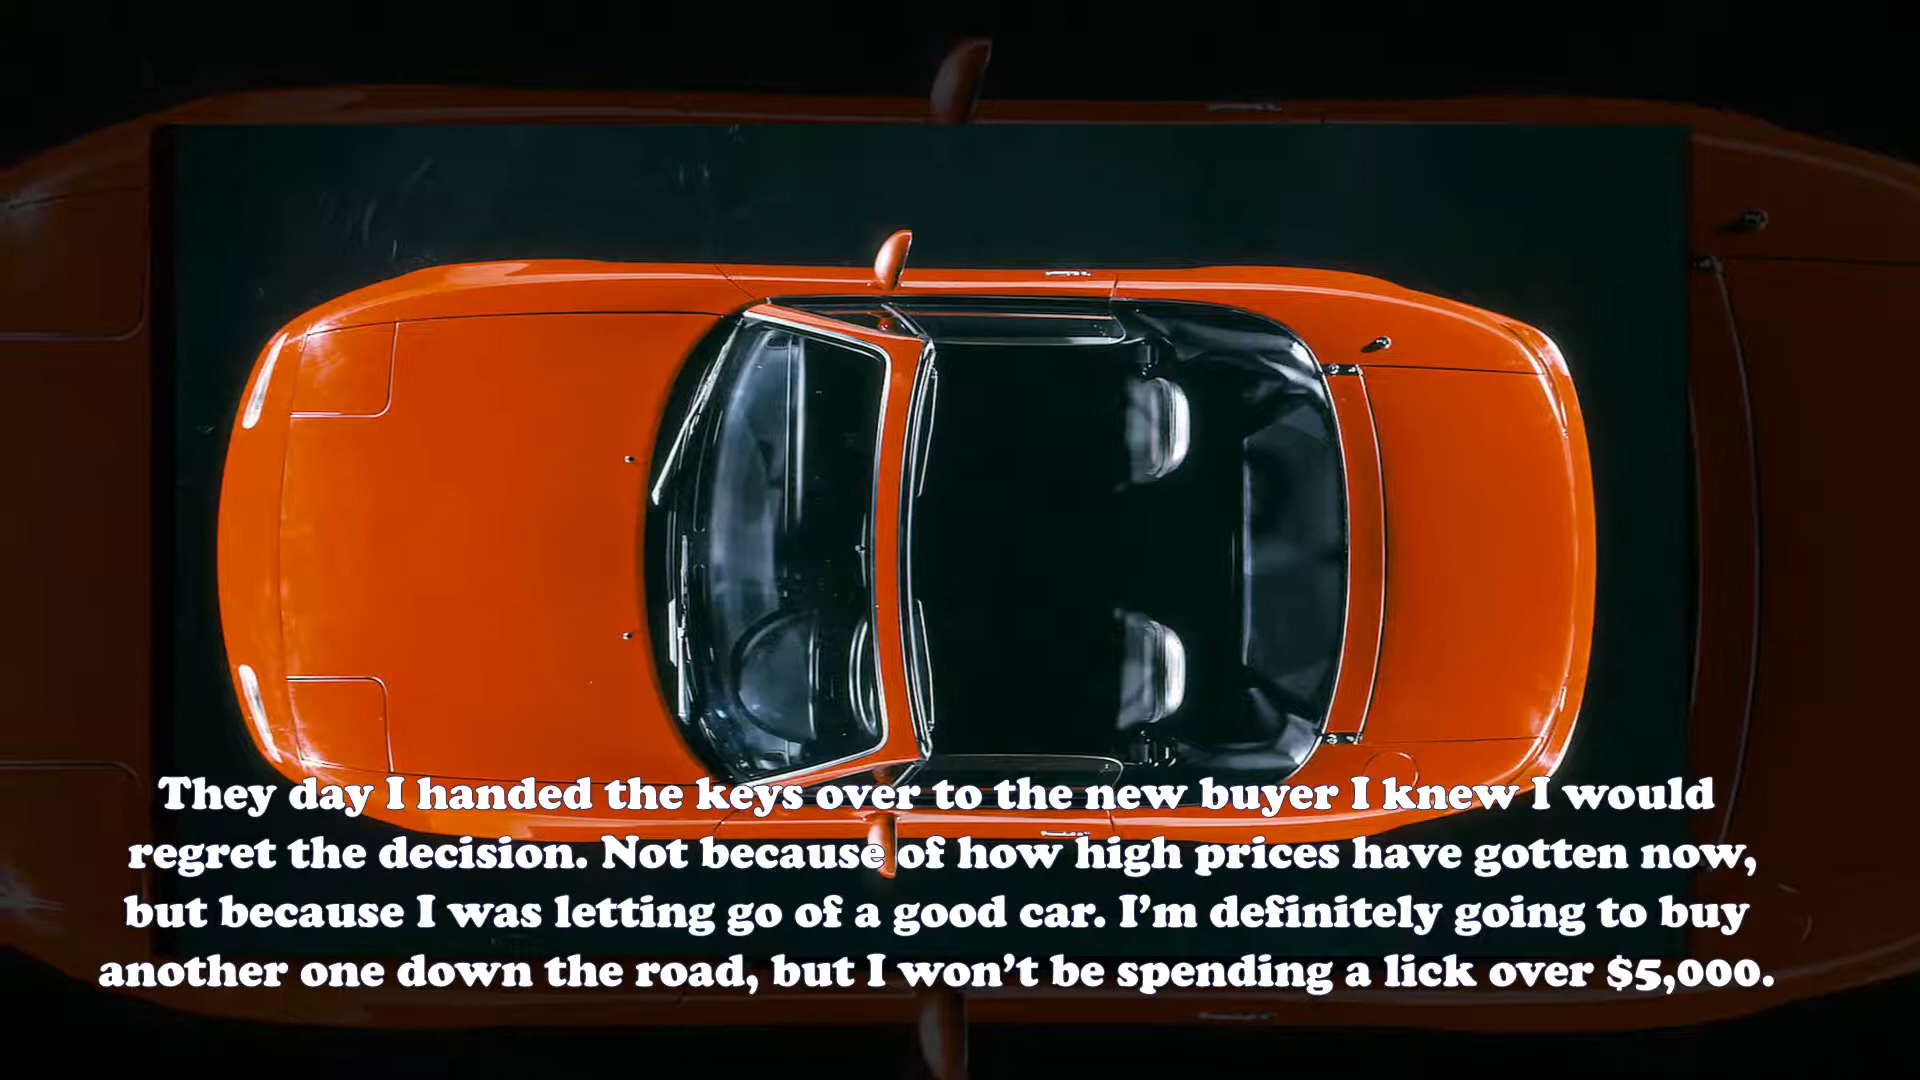 They day I handed the keys over to the new buyer I knew I would
regret the decision. Not because of how high prices have gotten now,
but because I was letting go of a good car. I’m definitely going to buy
another one down the road, but I won’t be spending a lick over $5,000.